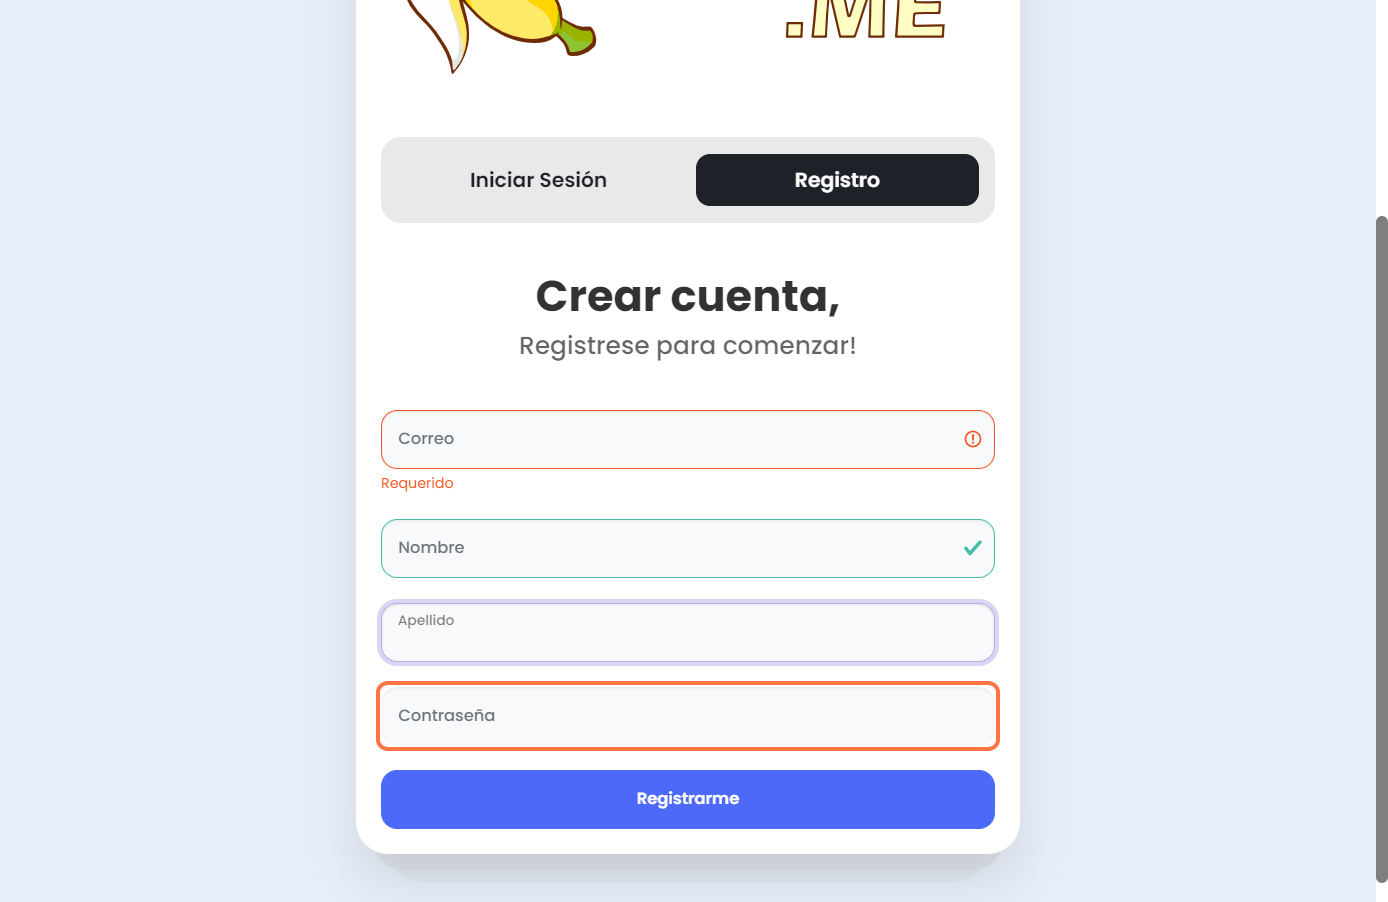 .ME
Iniciar Sesión
Registro
Crear cuenta,
Registrese para comenzar!
Correo
Requerido
Nombre
Apellido
Contraseña
Registrarme